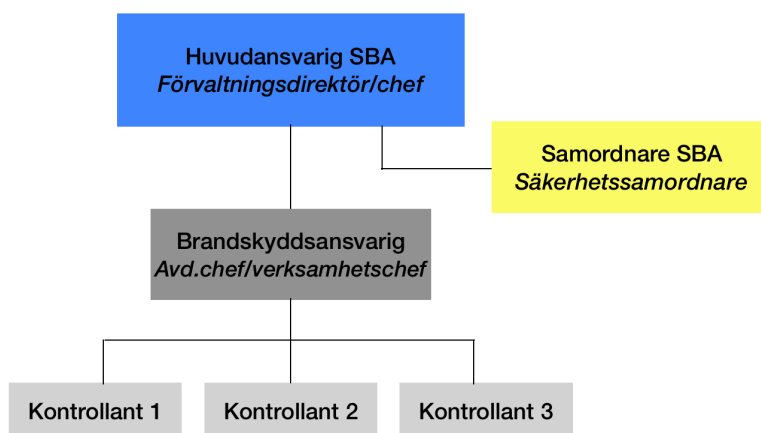 Huvudansvarig SBA
Förvaltningsdirektör/chef
Samordnare SBA
Säkerhetssamordnare
Brandskyddsansvarig
Avd.chef/verksamhetschef
Kontrollant 1
Kontrollant 2
Kontrollant 3